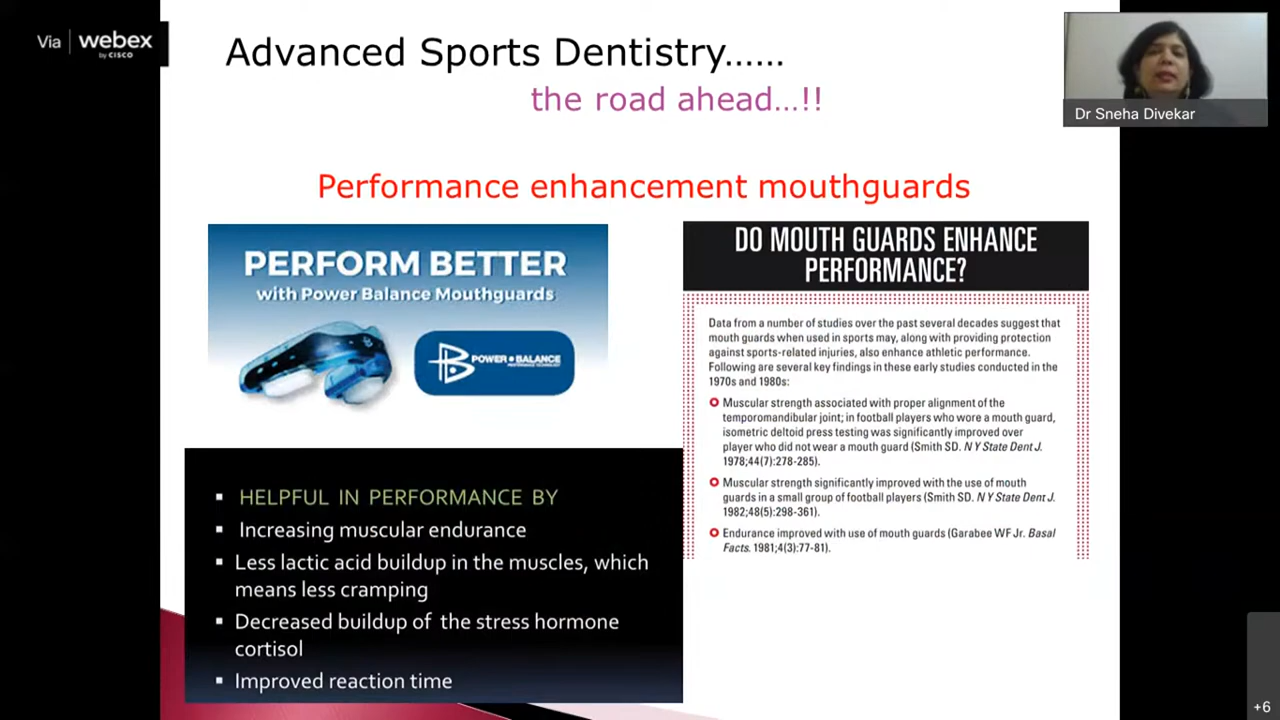 Via webex
by CISCO
Advanced Sports Dentistry......
the road ahead...!!
Dr Sneha Divekar
Performance enhancement mouthguards
PERFORM BETTER
with Power Balance Mouthguards
POWER BALANCE
PERFORMANCE TECHNOLOGY
DO MOUTH GUARDS ENHANCE
PERFORMANCE?
Data from a number of studies over the past several decades suggest that
mouth guards when used in sports may, along with providing protection
against sports-related injuries, also enhance athletic performance.
Following are several key findings in these early studies conducted in the
1970s and 1980s:
Muscular strength associated with proper alignment of the
temporomandibular joint; in football players who wore a mouth guard,
isometric deltoid press testing was significantly improved over
player who did not wear a mouth guard (Smith SD. N Y State Dent J.
1978;44(7):278-285).
Muscular strength significantly improved with the use of mouth
guards in a small group of football players (Smith SD. N Y State Dent J.
1982;48(5):298-361).
Endurance improved with use of mouth guards (Garabee WF Jr. Basal
Facts. 1981;4(3):77-81).
▪ HELPFUL IN PERFORMANCE BY
▪ Increasing muscular endurance
▪ Less lactic acid buildup in the muscles, which
means less cramping
▪ Decreased buildup of the stress hormone
cortisol
▪ Improved reaction time
+6